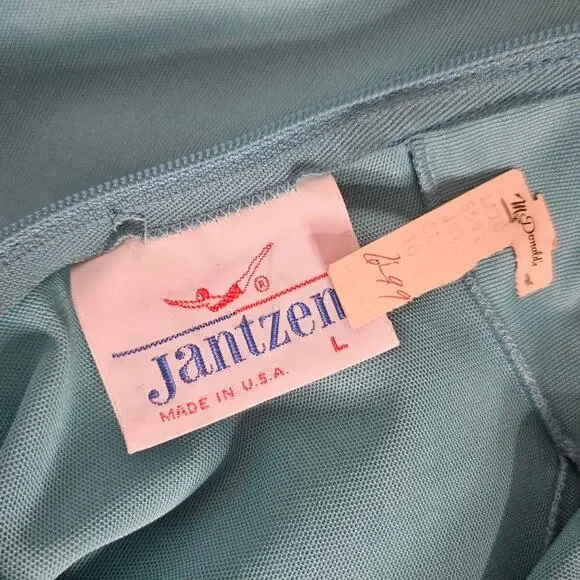 ®
Jantzen
L
MADE IN U.S.A.
McDonald's
6 99